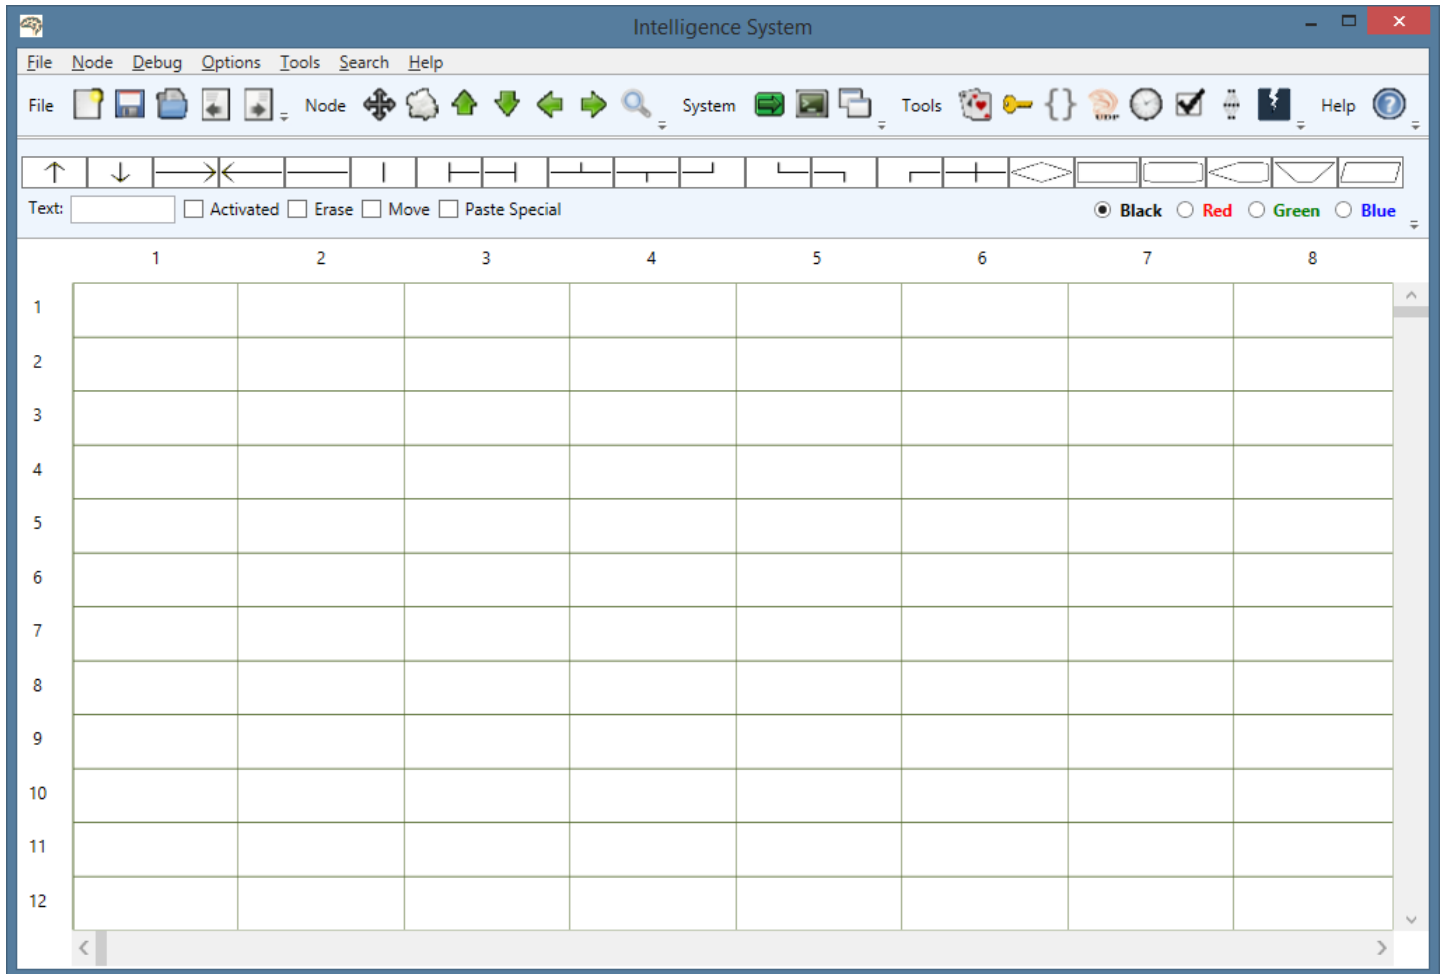 Intelligence System
File Node Debug Options Tools Search Help
File Node System Tools UDP Help
Text: Activated Erase Move Paste Special Black Red Green Blue
1 2 3 4 5 6 7 8
1
2
3
4
5
6
7
8
9
10
11
12